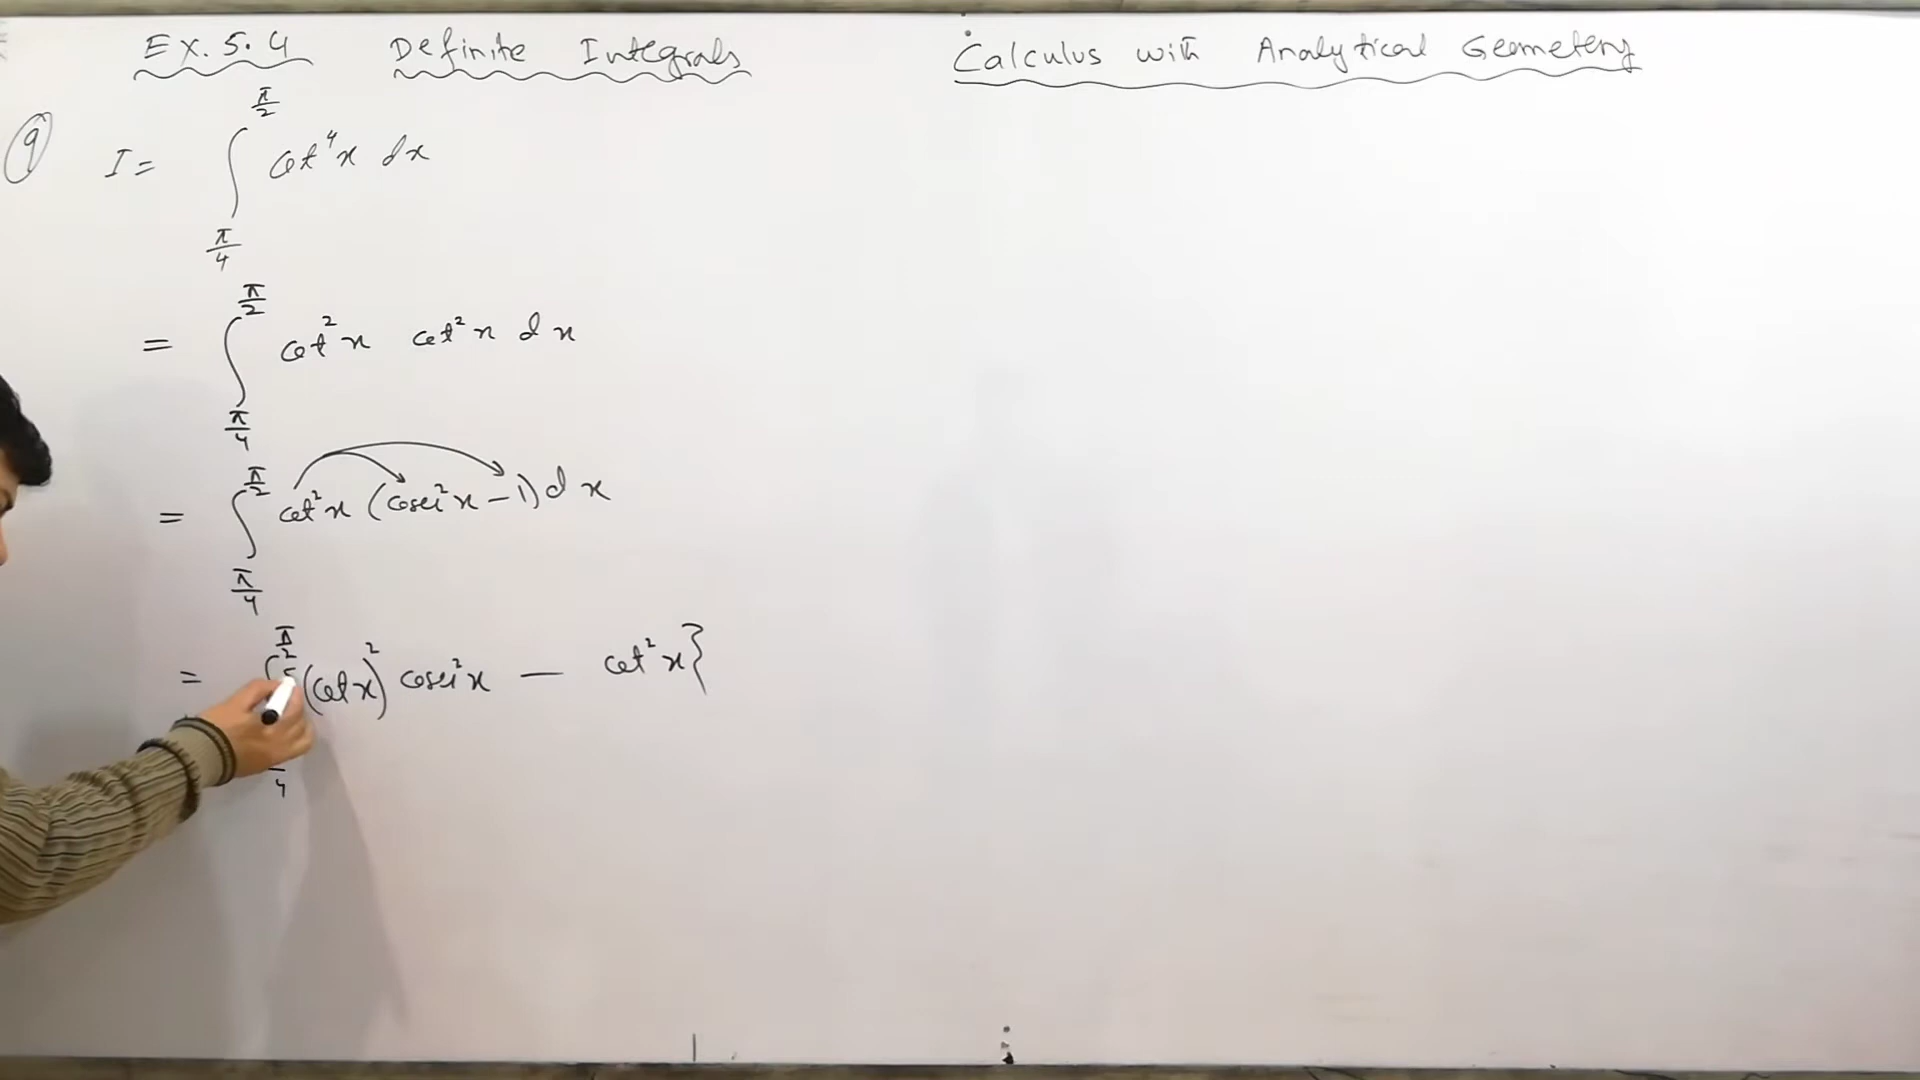 Ex. 5.4 Definite Integrals Calculus with Analytical Geometery
9 I = ∫_{π/4}^{π/2} cot⁴x dx
= ∫_{π/4}^{π/2} cot²x cot²x dx
= ∫_{π/4}^{π/2} cot²x (cosec²x − 1) dx
= ∫_{/4}^{π/2} {(cot x)² cosec²x − cot²x}